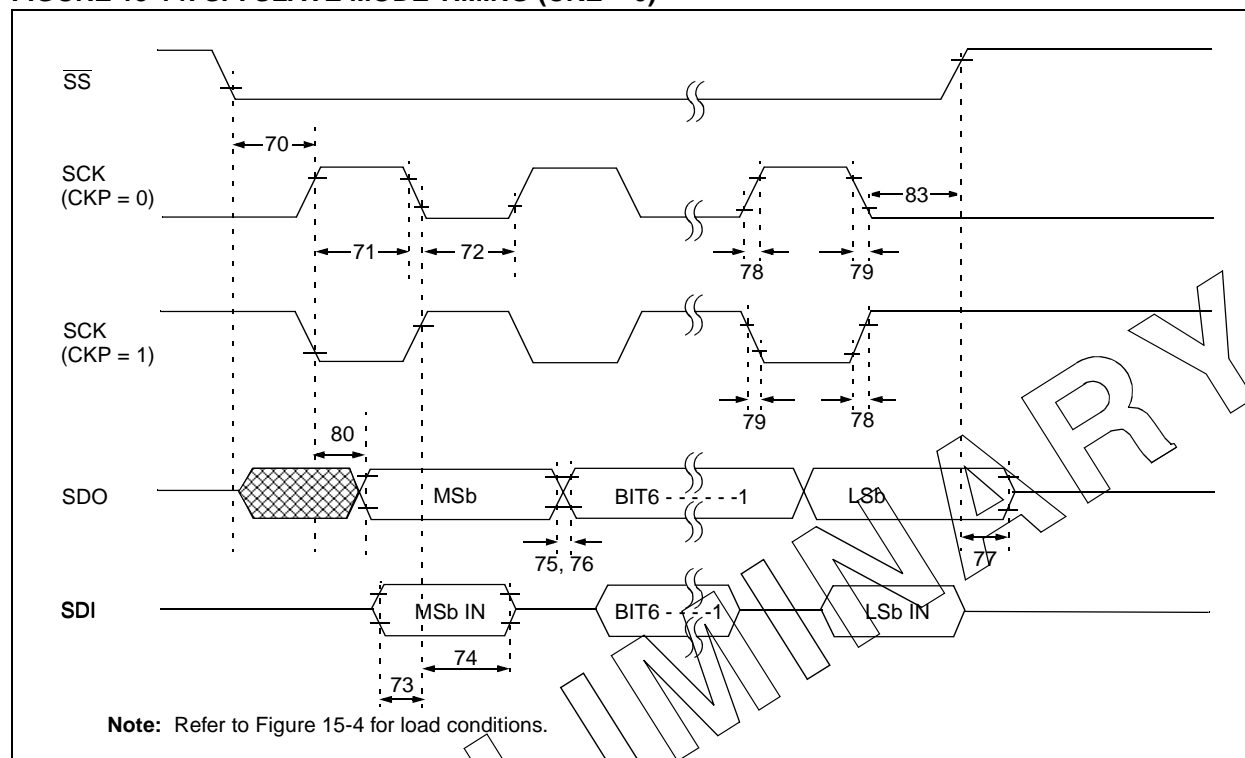 SS
70
SCK
(CKP = 0)
83
71
72
78
79
SCK
(CKP = 1)
79
78
80
SDO
MSb
BIT6 - - - - - -1
LSb
75, 76
77
SDI
MSb IN
BIT6 - - - -1
LSb IN
74
73
Note: Refer to Figure 15-4 for load conditions.
LIMINARY